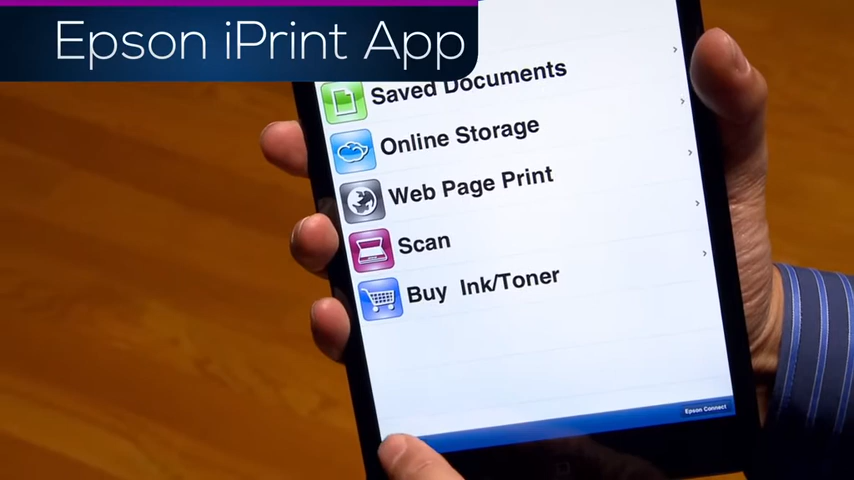 Epson iPrint App
Saved Documents
Online Storage
Web Page Print
Scan
Buy Ink/Toner
Epson Connect